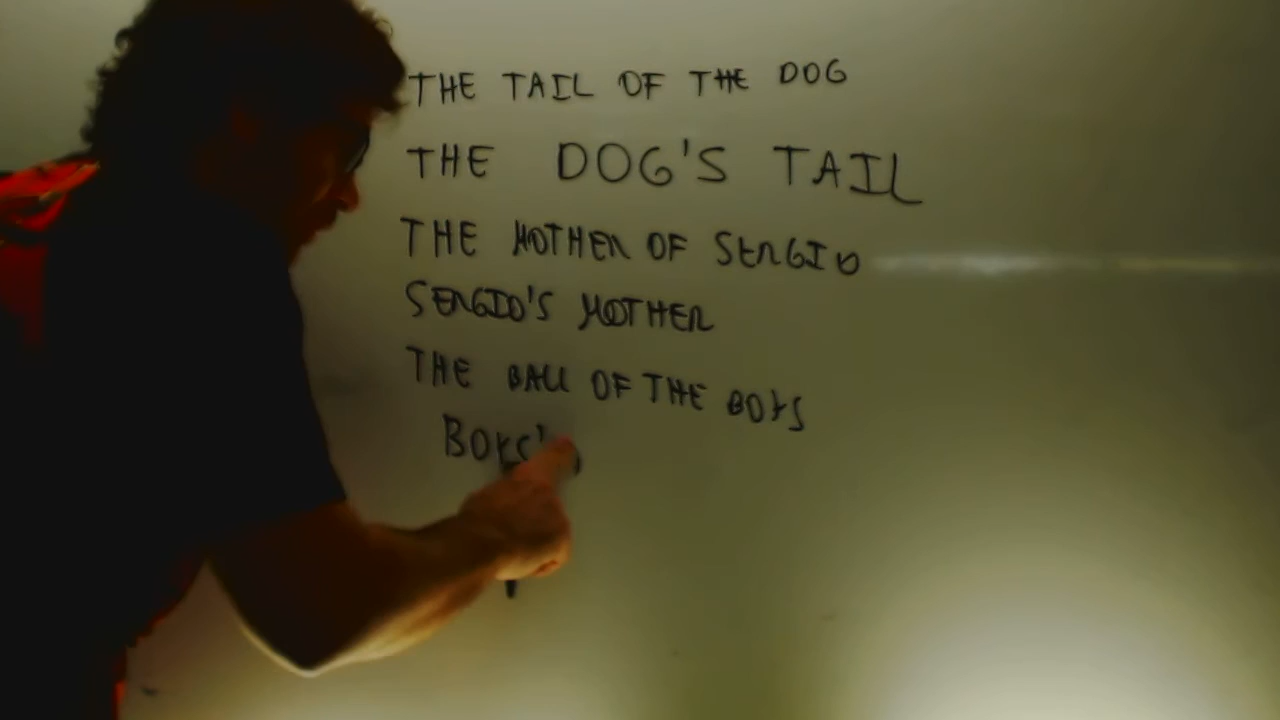 THE TAIL OF THE DOG
THE DOG'S TAIL
THE MOTHER OF SERGIO
SERGIO'S MOTHER
THE BALL OF THE BOYS
BOYS'